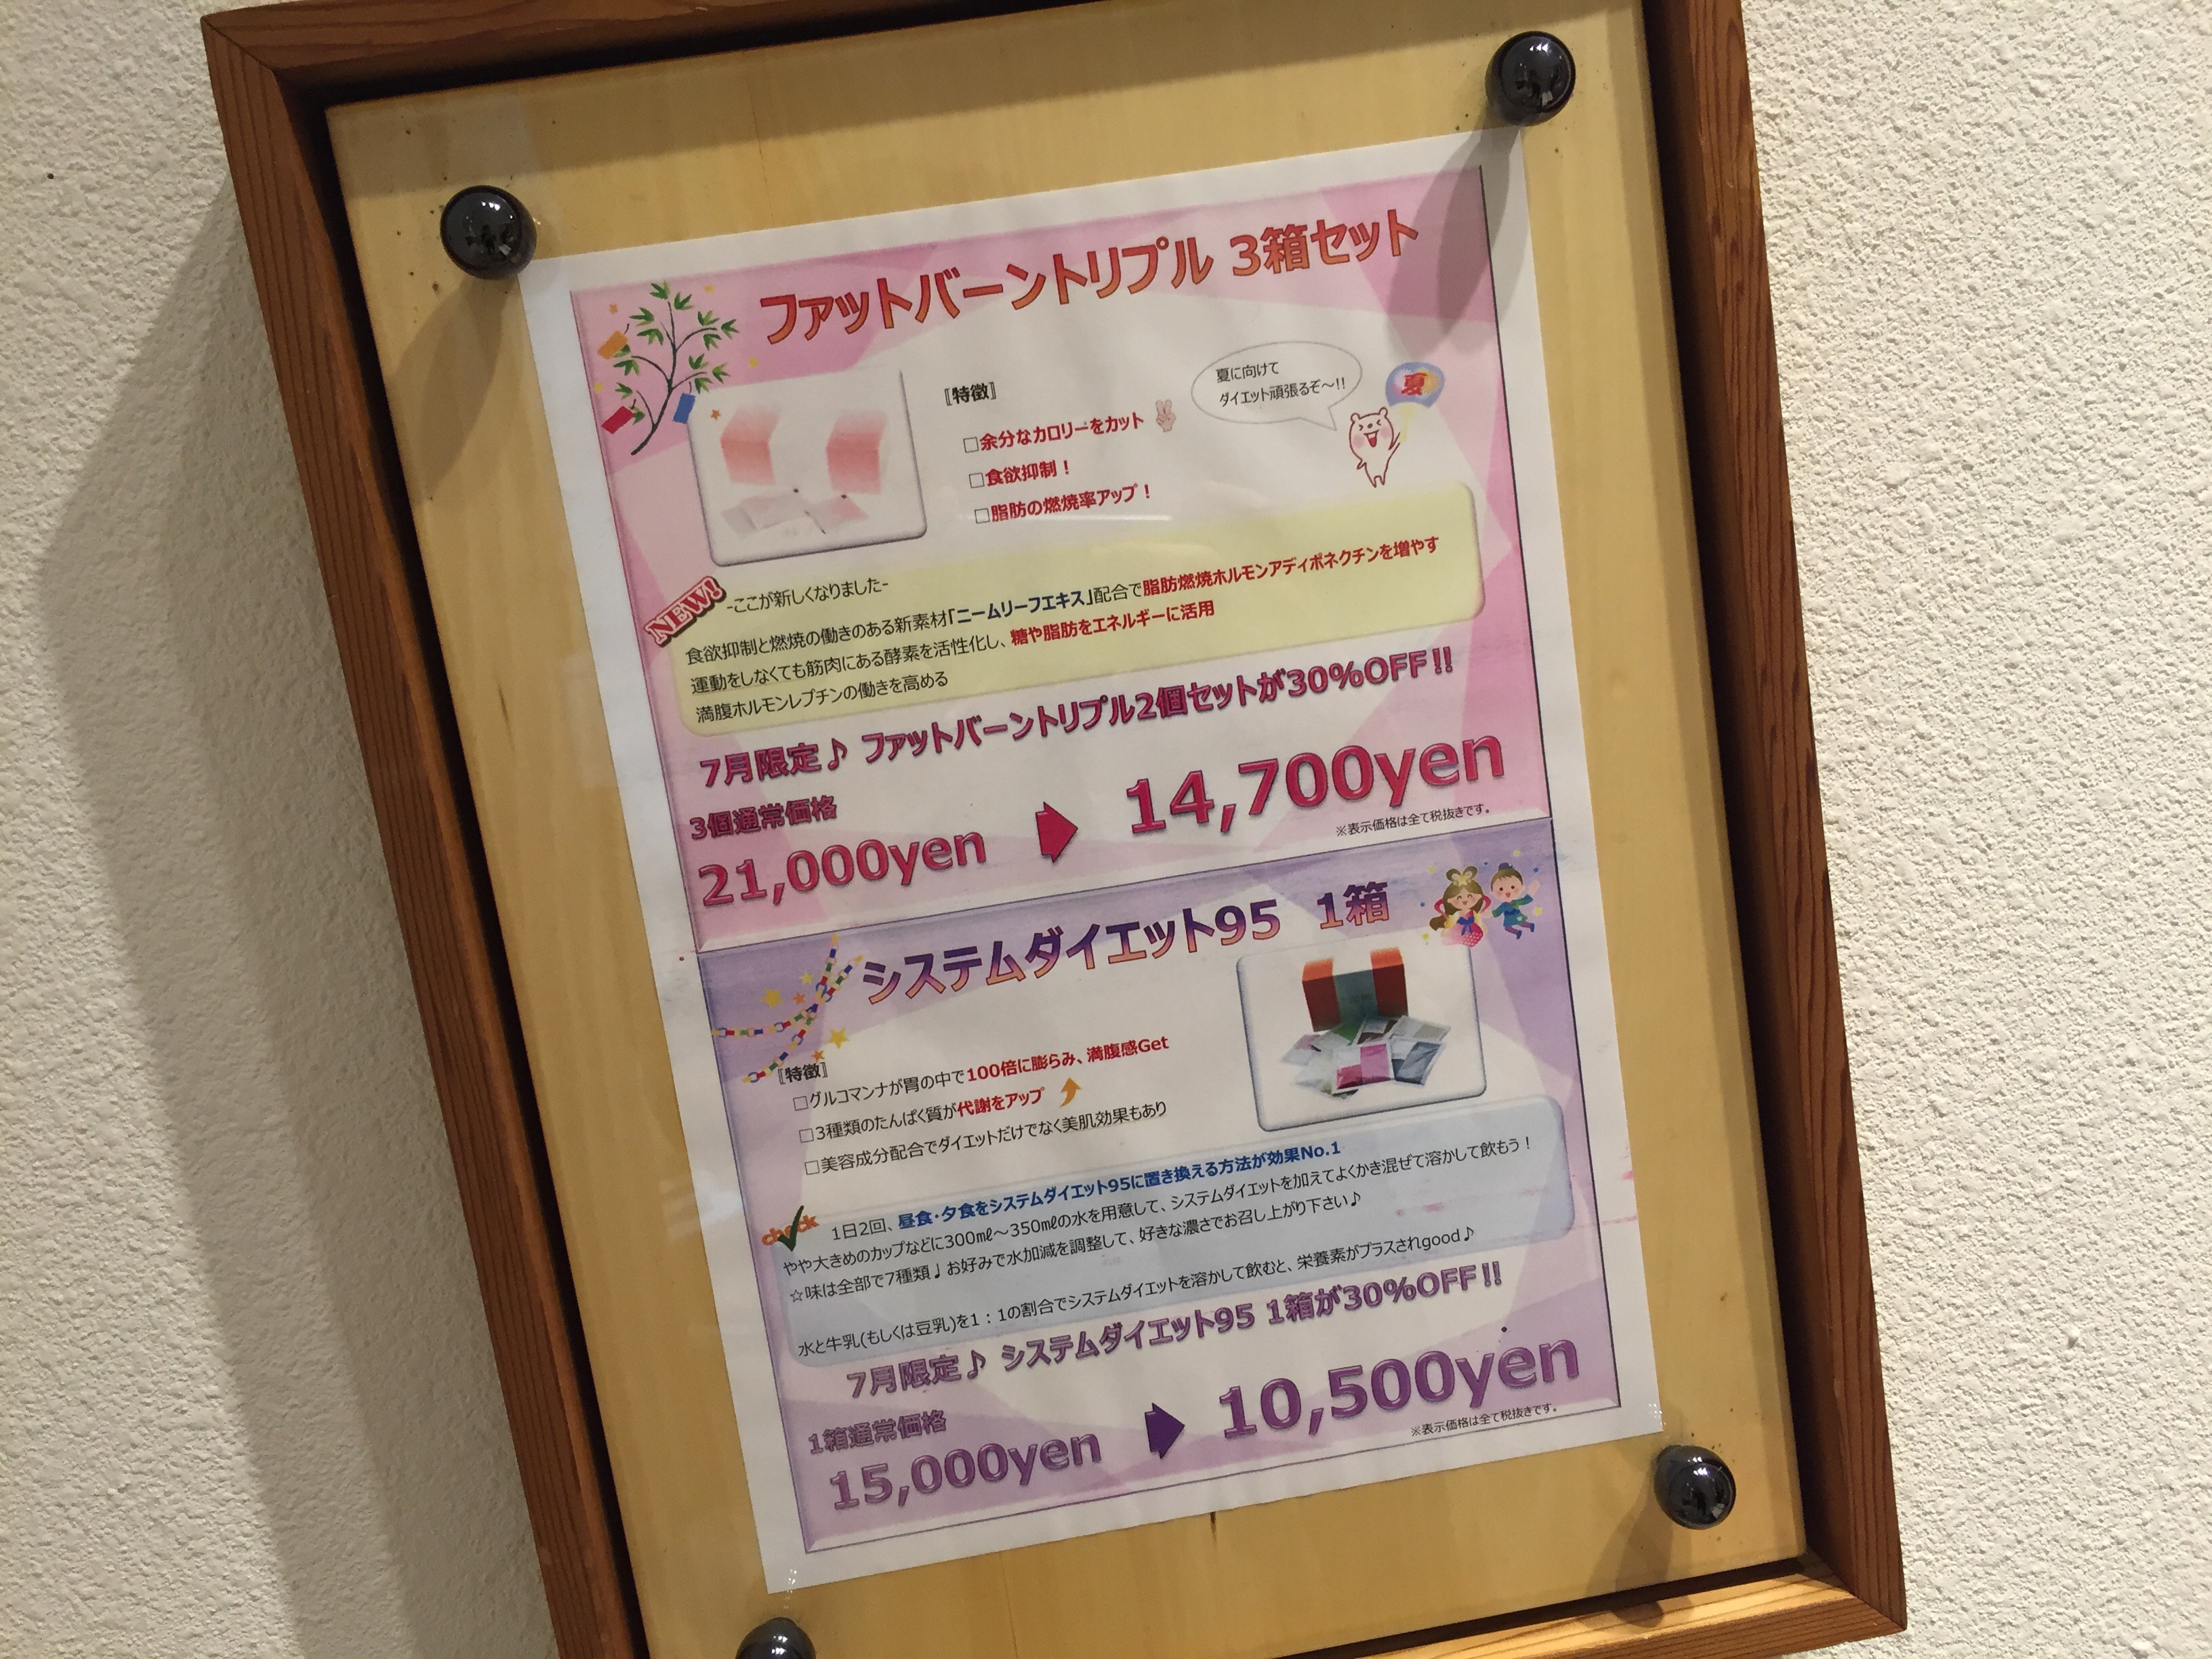 ファットバーントリプル 3箱セット
〖特徴〗
□余分なカロリーをカット
□食欲抑制！
□脂肪の燃焼率アップ！
夏に向けて
ダイエット頑張るぞ～!!
夏
NEW!
-ここが新しくなりました-
食欲抑制と燃焼の働きのある新素材「ニームリーフエキス」配合で脂肪燃焼ホルモンアディポネクチンを増やす
運動をしなくても筋肉にある酵素を活性化し、糖や脂肪をエネルギーに活用
満腹ホルモンレプチンの働きを高める
7月限定♪ ファットバーントリプル2個セットが30%OFF!!
3個通常価格
21,000yen
14,700yen
※表示価格は全て税抜きです。
システムダイエット95 1箱
〖特徴〗
□グルコマンナが胃の中で100倍に膨らみ、満腹感Get
□3種類のたんぱく質が代謝をアップ
□美容成分配合でダイエットだけでなく美肌効果もあり
check
1日2回、昼食・夕食をシステムダイエット95に置き換える方法が効果No.1
やや大きめのカップなどに300㎖～350㎖の水を用意して、システムダイエットを加えてよくかき混ぜて溶かして飲もう！
☆味は全部で7種類♩お好みで水加減を調整して、好きな濃さでお召し上がり下さい♪
水と牛乳(もしくは豆乳)を1：1の割合でシステムダイエットを溶かして飲むと、栄養素がプラスされgood♪
7月限定♪ システムダイエット95 1箱が30%OFF!!
1箱通常価格
15,000yen
10,500yen
※表示価格は全て税抜きです。